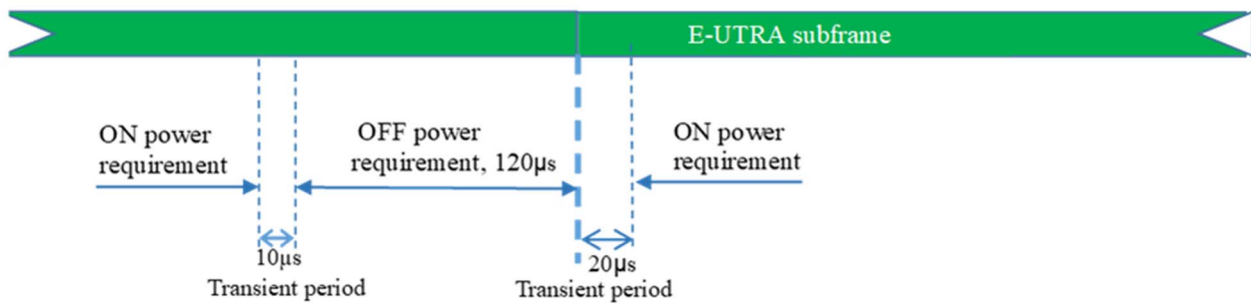 E-UTRA subframe
ON power
requirement
OFF power
requirement, 120μs
ON power
requirement
10μs
Transient period
20μs
Transient period